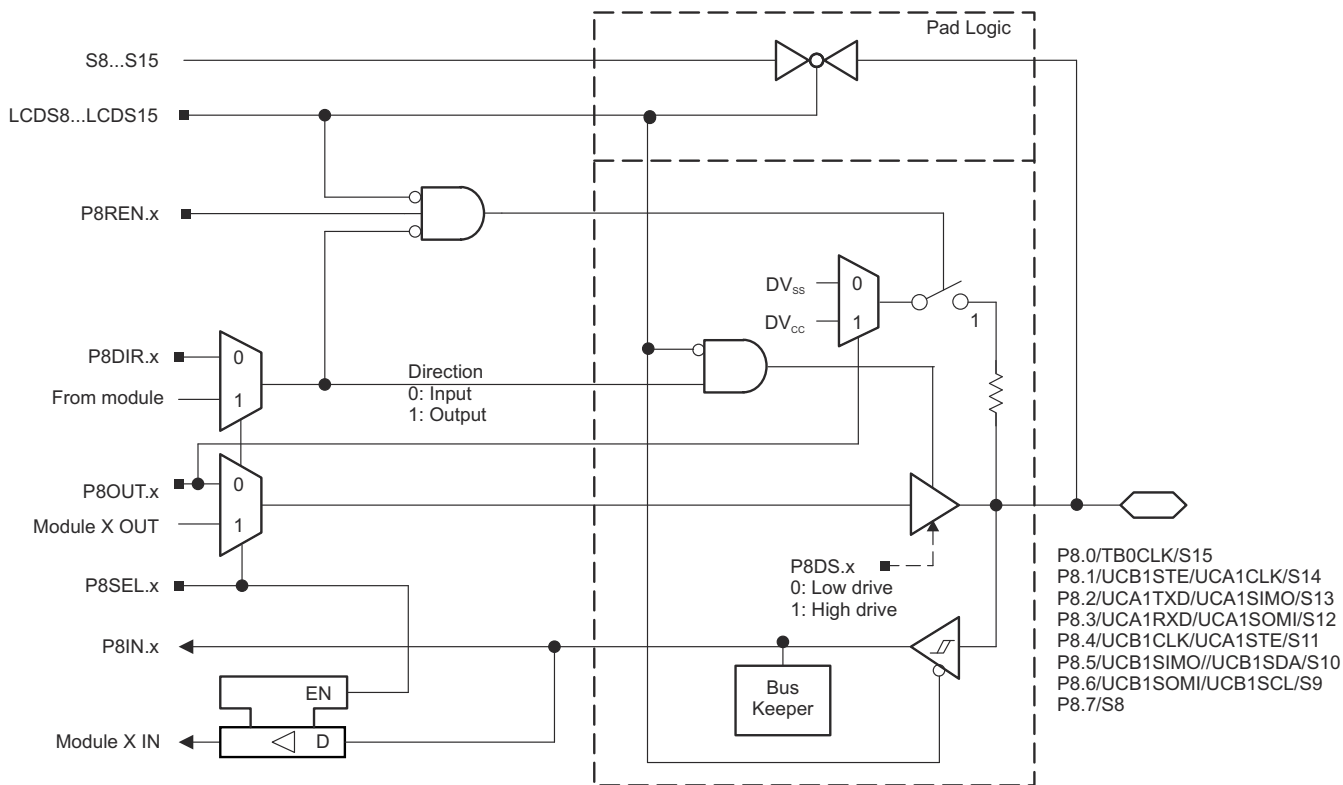 Pad Logic
S8...S15
LCDS8...LCDS15
P8REN.x
DVSS
0
DVCC
1
1
P8DIR.x
0
From module
1
Direction
0: Input
1: Output
P8OUT.x
0
Module X OUT
1
P8SEL.x
P8DS.x
0: Low drive
1: High drive
P8.0/TB0CLK/S15
P8.1/UCB1STE/UCA1CLK/S14
P8.2/UCA1TXD/UCA1SIMO/S13
P8.3/UCA1RXD/UCA1SOMI/S12
P8.4/UCB1CLK/UCA1STE/S11
P8.5/UCB1SIMO//UCB1SDA/S10
P8.6/UCB1SOMI/UCB1SCL/S9
P8.7/S8
P8IN.x
Bus
Keeper
EN
Module X IN
D